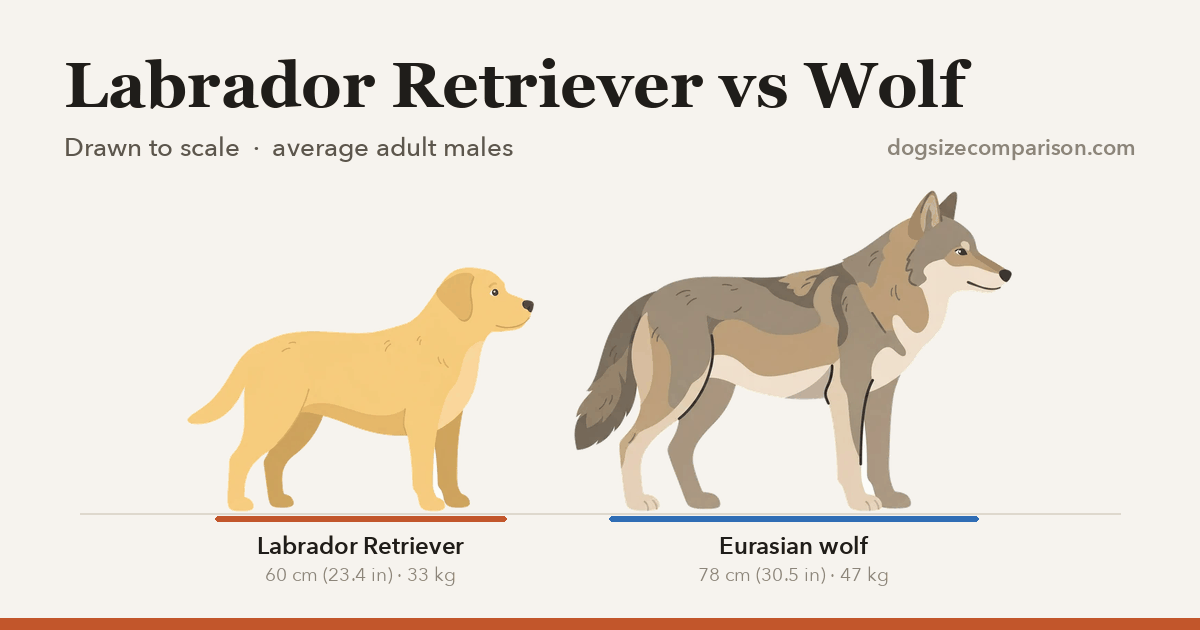 Labrador Retriever vs Wolf
Drawn to scale · average adult males
dogsizecomparison.com
Labrador Retriever
60 cm (23.4 in) · 33 kg
Eurasian wolf
78 cm (30.5 in) · 47 kg